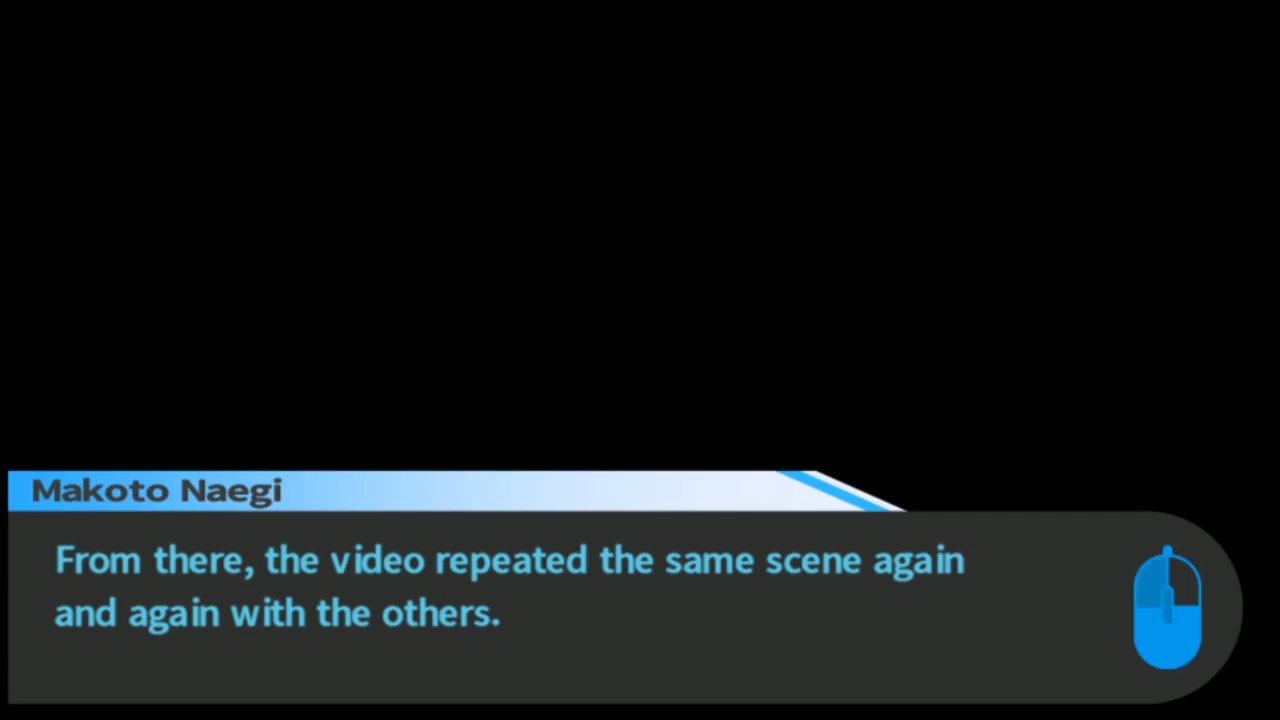 Makoto Naegi
From there, the video repeated the same scene again
and again with the others.